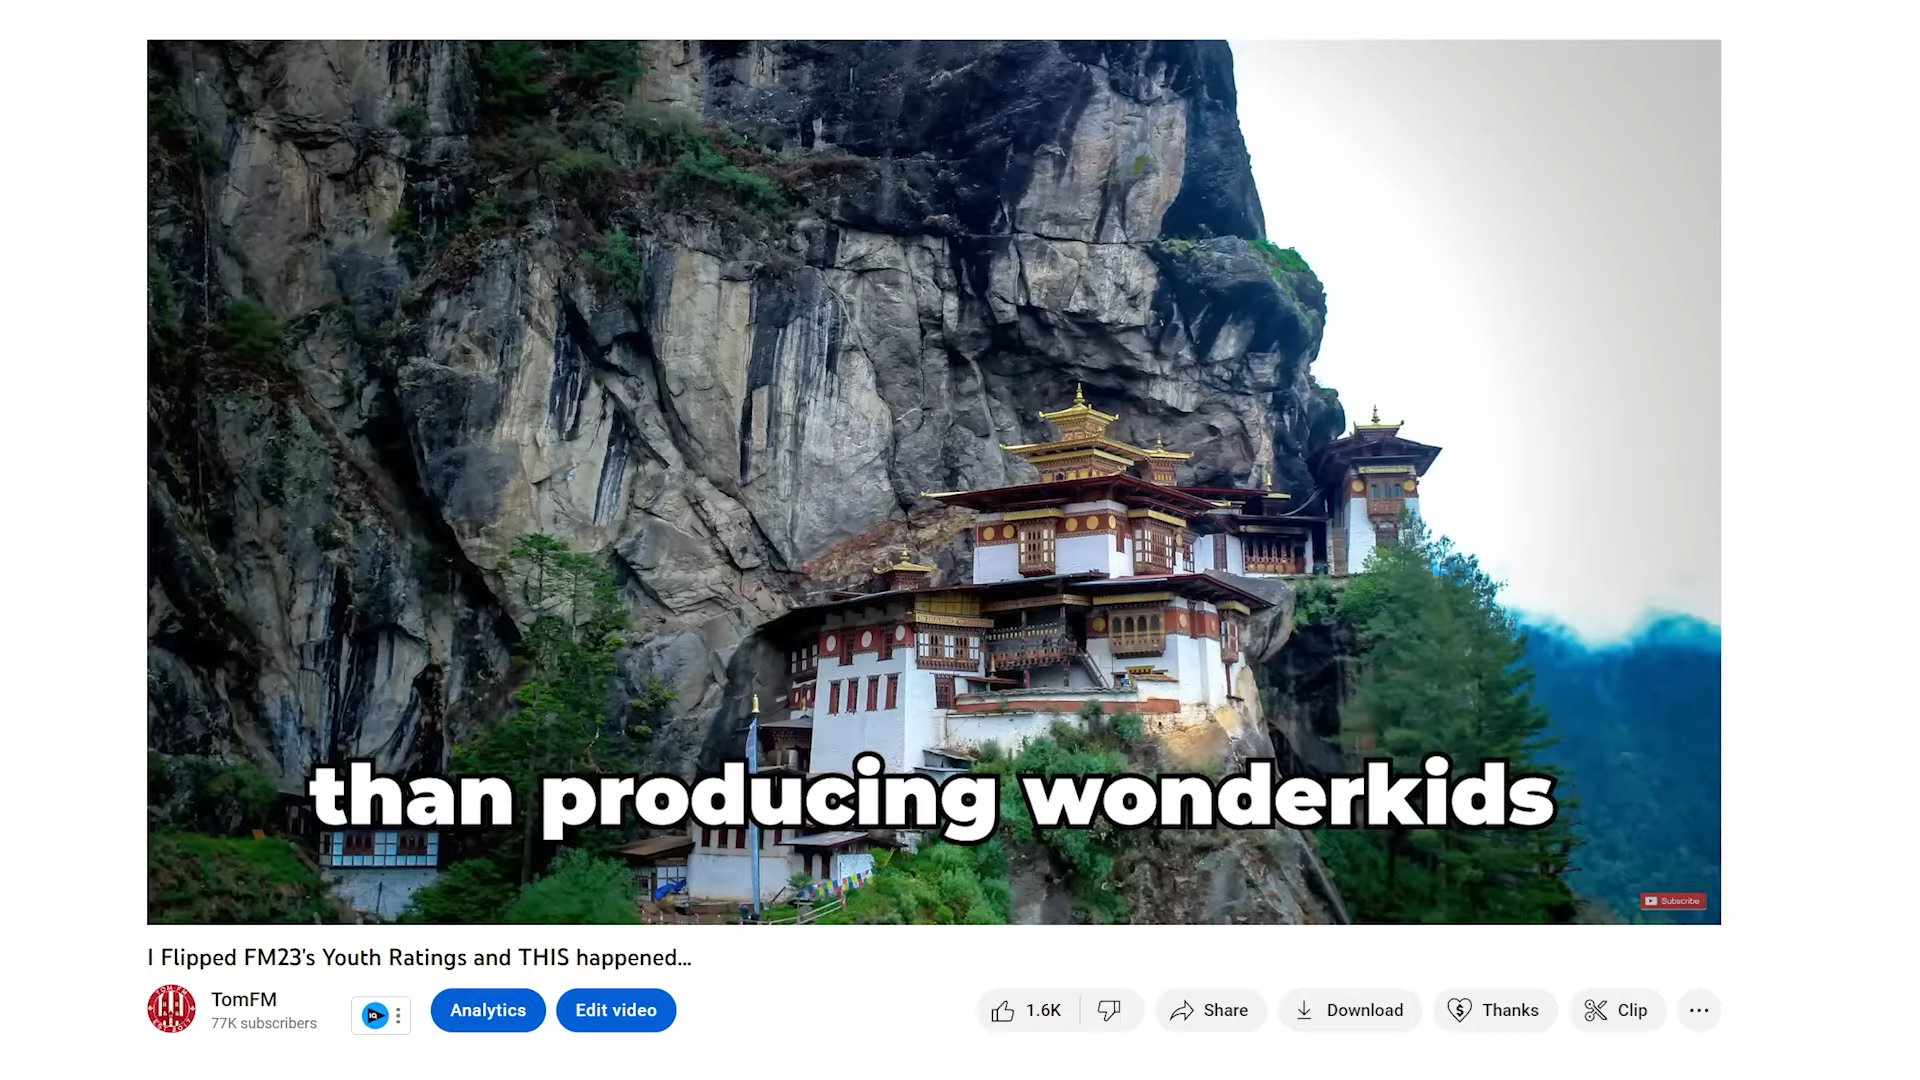 than producing wonderkids
Subscribe
I Flipped FM23's Youth Ratings and THIS happened...
TomFM
77K subscribers
IQ
Analytics
Edit video
1.6K
Share
Download
Thanks
Clip